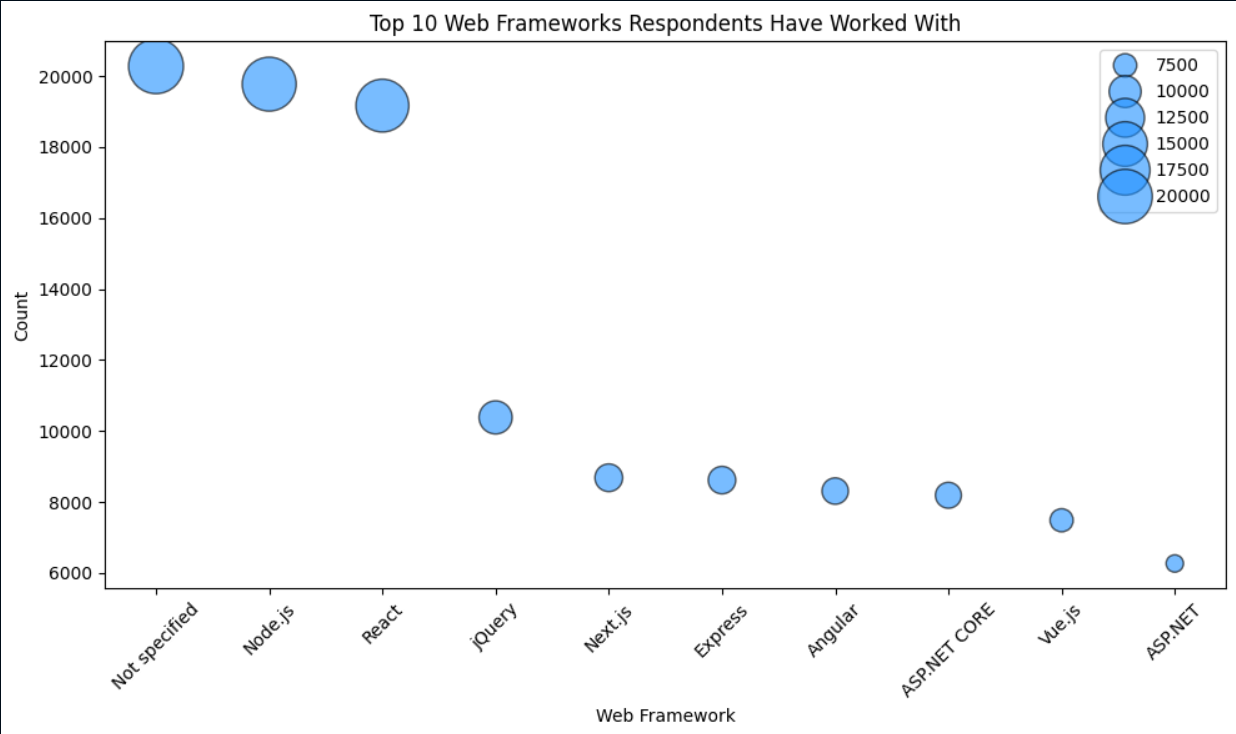 Top 10 Web Frameworks Respondents Have Worked With
20000
18000
16000
14000
12000
10000
8000
6000
Count
7500
10000
12500
15000
17500
20000
Not specified
Node.js
React
jQuery
Next.js
Express
Angular
ASP.NET CORE
Vue.js
ASP.NET
Web Framework